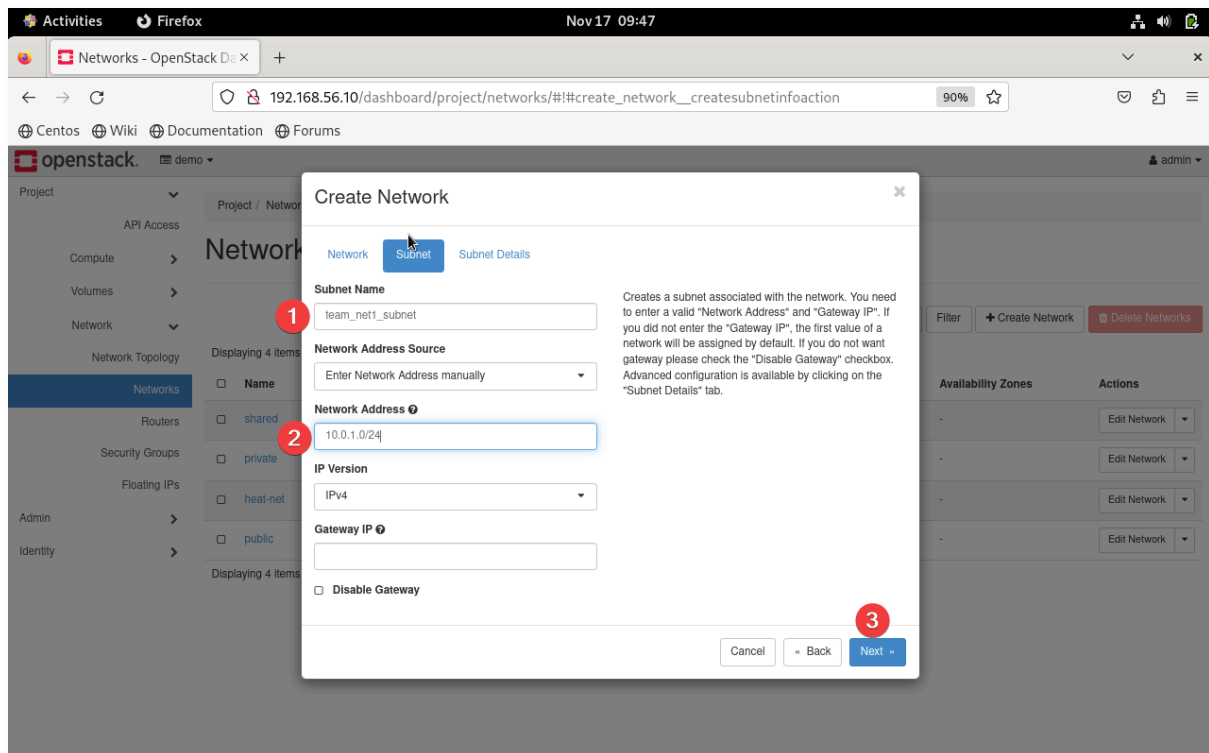 Activities Firefox Nov 17 09:47
Networks - OpenStack Da × +
192.168.56.10/dashboard/project/networks/#!#create_network__createsubnetinfoaction 90%
Centos Wiki Documentation Forums
openstack. demo admin
Project
API Access
Compute
Volumes
Network
Network Topology
Networks
Routers
Security Groups
Floating IPs
Admin
Identity
Project / Networ
Network
Filter + Create Network Delete Networks
Displaying 4 items
Name Availability Zones Actions
shared - Edit Network
private - Edit Network
heat-net - Edit Network
public - Edit Network
Displaying 4 items
Create Network ×
Network Subnet Subnet Details
Subnet Name
1 team_net1_subnet
Network Address Source
Enter Network Address manually
Network Address
2 10.0.1.0/24
IP Version
IPv4
Gateway IP
Disable Gateway
Creates a subnet associated with the network. You need
to enter a valid "Network Address" and "Gateway IP". If
you did not enter the "Gateway IP", the first value of a
network will be assigned by default. If you do not want
gateway please check the "Disable Gateway" checkbox.
Advanced configuration is available by clicking on the
"Subnet Details" tab.
3
Cancel « Back Next »